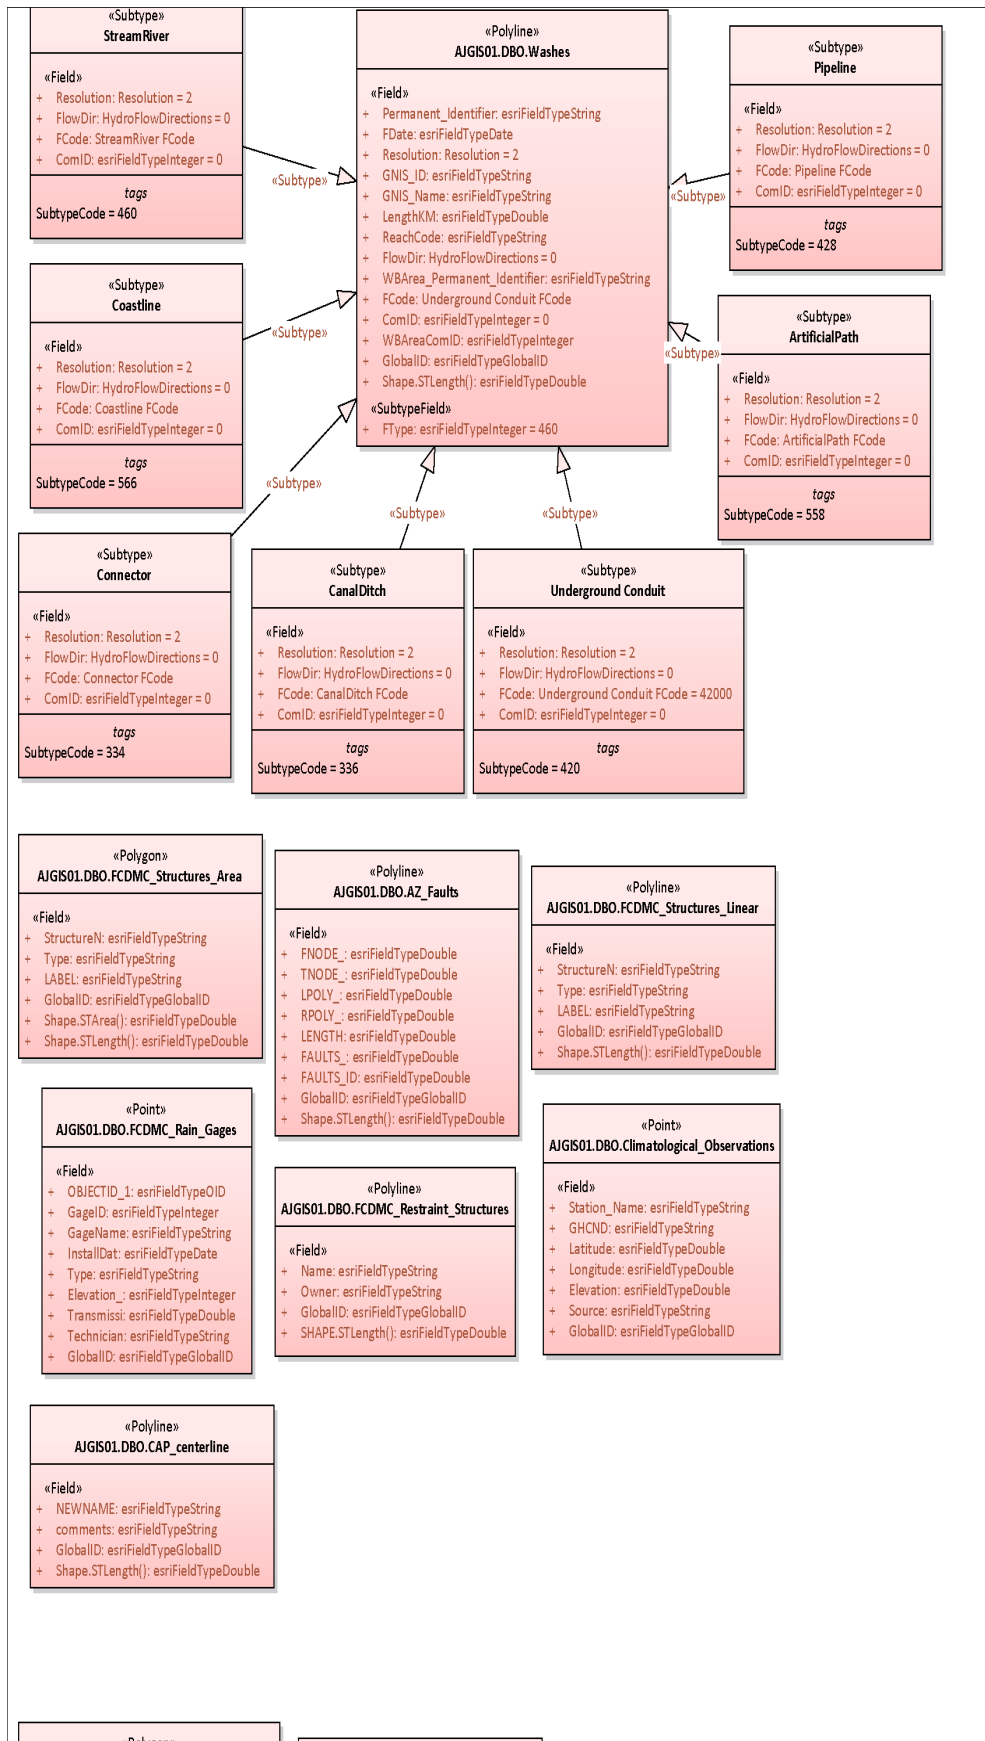 «Subtype»
StreamRiver
«Field»
+ Resolution: Resolution = 2
+ FlowDir: HydroFlowDirections = 0
+ FCode: StreamRiver FCode
+ ComID: esriFieldTypeInteger = 0
tags
SubtypeCode = 460
«Polyline»
AJGIS01.DBO.Washes
«Field»
+ Permanent_Identifier: esriFieldTypeString
+ FDate: esriFieldTypeDate
+ Resolution: Resolution = 2
+ GNIS_ID: esriFieldTypeString
+ GNIS_Name: esriFieldTypeString
+ LengthKM: esriFieldTypeDouble
+ ReachCode: esriFieldTypeString
+ FlowDir: HydroFlowDirections = 0
+ WBArea_Permanent_Identifier: esriFieldTypeString
+ FCode: Underground Conduit FCode
+ ComID: esriFieldTypeInteger = 0
+ WBAreaComID: esriFieldTypeInteger
+ GlobalID: esriFieldTypeGlobalID
+ Shape.STLength(): esriFieldTypeDouble
«SubtypeField»
+ FType: esriFieldTypeInteger = 460
«Subtype»
Pipeline
«Field»
+ Resolution: Resolution = 2
+ FlowDir: HydroFlowDirections = 0
+ FCode: Pipeline FCode
+ ComID: esriFieldTypeInteger = 0
tags
SubtypeCode = 428
«Subtype»
«Subtype»
«Subtype»
Coastline
«Field»
+ Resolution: Resolution = 2
+ FlowDir: HydroFlowDirections = 0
+ FCode: Coastline FCode
+ ComID: esriFieldTypeInteger = 0
tags
SubtypeCode = 566
«Subtype»
«Subtype»
«Subtype»
ArtificialPath
«Field»
+ Resolution: Resolution = 2
+ FlowDir: HydroFlowDirections = 0
+ FCode: ArtificialPath FCode
+ ComID: esriFieldTypeInteger = 0
tags
SubtypeCode = 558
«Subtype»
«Subtype»
«Subtype»
«Subtype»
Connector
«Field»
+ Resolution: Resolution = 2
+ FlowDir: HydroFlowDirections = 0
+ FCode: Connector FCode
+ ComID: esriFieldTypeInteger = 0
tags
SubtypeCode = 334
«Subtype»
CanalDitch
«Field»
+ Resolution: Resolution = 2
+ FlowDir: HydroFlowDirections = 0
+ FCode: CanalDitch FCode
+ ComID: esriFieldTypeInteger = 0
tags
SubtypeCode = 336
«Subtype»
Underground Conduit
«Field»
+ Resolution: Resolution = 2
+ FlowDir: HydroFlowDirections = 0
+ FCode: Underground Conduit FCode = 42000
+ ComID: esriFieldTypeInteger = 0
tags
SubtypeCode = 420
«Polygon»
AJGIS01.DBO.FCDMC_Structures_Area
«Field»
+ StructureN: esriFieldTypeString
+ Type: esriFieldTypeString
+ LABEL: esriFieldTypeString
+ GlobalID: esriFieldTypeGlobalID
+ Shape.STArea(): esriFieldTypeDouble
+ Shape.STLength(): esriFieldTypeDouble
«Polyline»
AJGIS01.DBO.AZ_Faults
«Field»
+ FNODE_: esriFieldTypeDouble
+ TNODE_: esriFieldTypeDouble
+ LPOLY_: esriFieldTypeDouble
+ RPOLY_: esriFieldTypeDouble
+ LENGTH: esriFieldTypeDouble
+ FAULTS_: esriFieldTypeDouble
+ FAULTS_ID: esriFieldTypeDouble
+ GlobalID: esriFieldTypeGlobalID
+ Shape.STLength(): esriFieldTypeDouble
«Polyline»
AJGIS01.DBO.FCDMC_Structures_Linear
«Field»
+ StructureN: esriFieldTypeString
+ Type: esriFieldTypeString
+ LABEL: esriFieldTypeString
+ GlobalID: esriFieldTypeGlobalID
+ Shape.STLength(): esriFieldTypeDouble
«Point»
AJGIS01.DBO.FCDMC_Rain_Gages
«Field»
+ OBJECTID_1: esriFieldTypeOID
+ GageID: esriFieldTypeInteger
+ GageName: esriFieldTypeString
+ InstallDat: esriFieldTypeDate
+ Type: esriFieldTypeString
+ Elevation_: esriFieldTypeInteger
+ Transmissi: esriFieldTypeDouble
+ Technician: esriFieldTypeString
+ GlobalID: esriFieldTypeGlobalID
«Polyline»
AJGIS01.DBO.FCDMC_Restraint_Structures
«Field»
+ Name: esriFieldTypeString
+ Owner: esriFieldTypeString
+ GlobalID: esriFieldTypeGlobalID
+ SHAPE.STLength(): esriFieldTypeDouble
«Point»
AJGIS01.DBO.Climatological_Observations
«Field»
+ Station_Name: esriFieldTypeString
+ GHCND: esriFieldTypeString
+ Latitude: esriFieldTypeDouble
+ Longitude: esriFieldTypeDouble
+ Elevation: esriFieldTypeDouble
+ Source: esriFieldTypeString
+ GlobalID: esriFieldTypeGlobalID
«Polyline»
AJGIS01.DBO.CAP_centerline
«Field»
+ NEWNAME: esriFieldTypeString
+ comments: esriFieldTypeString
+ GlobalID: esriFieldTypeGlobalID
+ Shape.STLength(): esriFieldTypeDouble